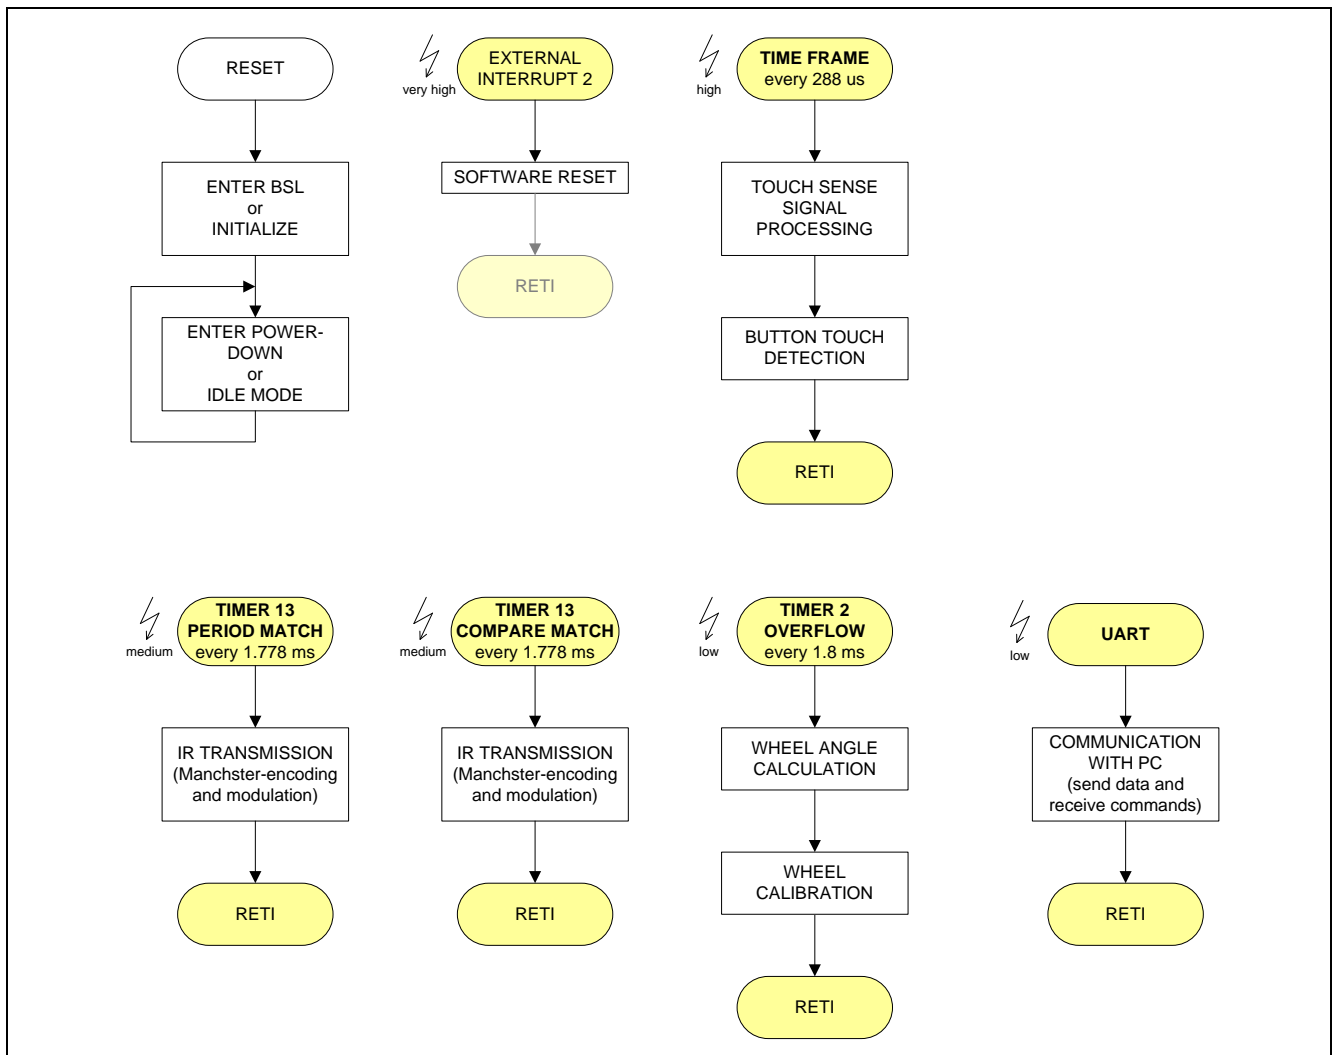 RESET
ENTER BSL
or
INITIALIZE
ENTER POWER-
DOWN
or
IDLE MODE
very high
EXTERNAL
INTERRUPT 2
SOFTWARE RESET
RETI
high
TIME FRAME
every 288 us
TOUCH SENSE
SIGNAL
PROCESSING
BUTTON TOUCH
DETECTION
RETI
medium
TIMER 13
PERIOD MATCH
every 1.778 ms
IR TRANSMISSION
(Manchster-encoding
and modulation)
RETI
medium
TIMER 13
COMPARE MATCH
every 1.778 ms
IR TRANSMISSION
(Manchster-encoding
and modulation)
RETI
low
TIMER 2
OVERFLOW
every 1.8 ms
WHEEL ANGLE
CALCULATION
WHEEL
CALIBRATION
RETI
low
UART
COMMUNICATION
WITH PC
(send data and
receive commands)
RETI